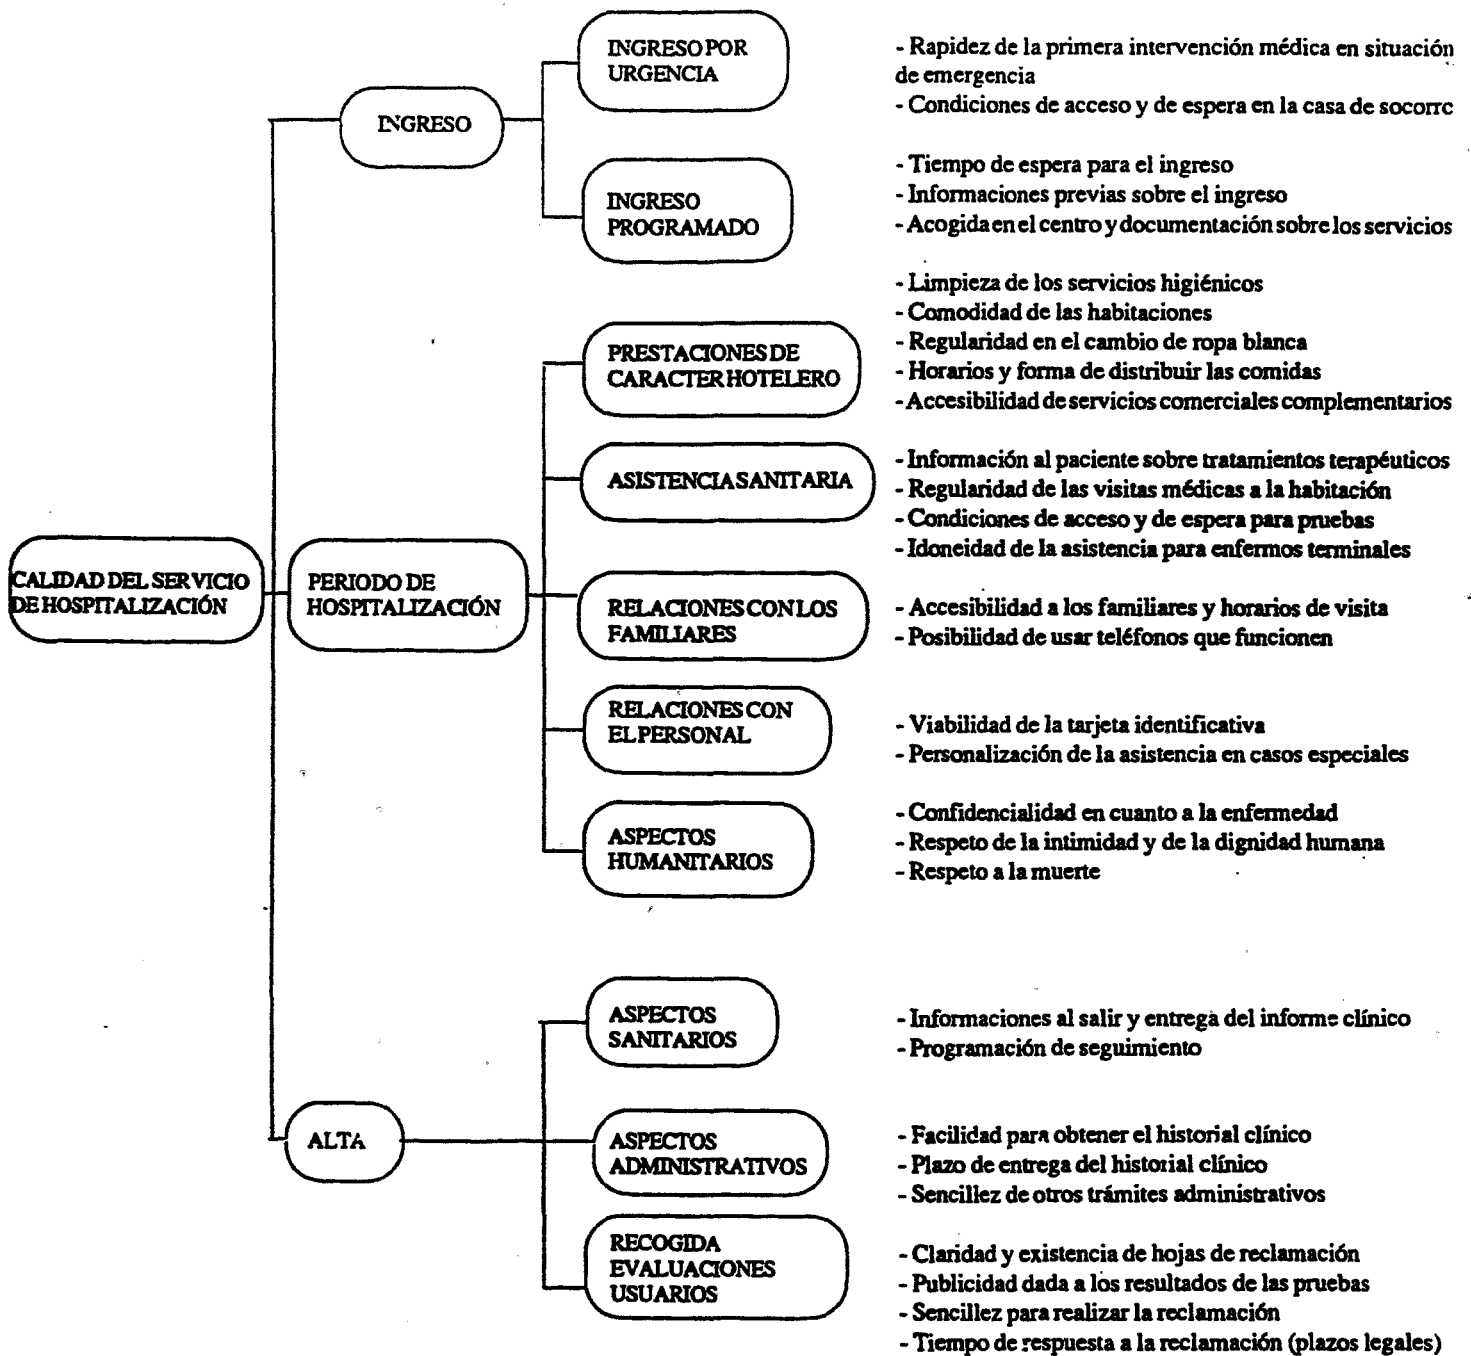 INGRESO POR
URGENCIA
- Rapidez de la primera intervención médica en situación
de emergencia
- Condiciones de acceso y de espera en la casa de socorrc
INGRESO
INGRESO
PROGRAMADO
- Tiempo de espera para el ingreso
- Informaciones previas sobre el ingreso
- Acogida en el centro y documentación sobre los servicios
PRESTACIONES DE
CARACTER HOTELERO
- Limpieza de los servicios higiénicos
- Comodidad de las habitaciones
- Regularidad en el cambio de ropa blanca
- Horarios y forma de distribuir las comidas
- Accesibilidad de servicios comerciales complementarios
ASISTENCIA SANITARIA
- Información al paciente sobre tratamientos terapéuticos
- Regularidad de las visitas médicas a la habitación
- Condiciones de acceso y de espera para pruebas
- Idoneidad de la asistencia para enfermos terminales
CALIDAD DEL SERVICIO
DE HOSPITALIZACIÓN
PERIODO DE
HOSPITALIZACIÓN
RELACIONES CON LOS
FAMILIARES
- Accesibilidad a los familiares y horarios de visita
- Posibilidad de usar teléfonos que funcionen
RELACIONES CON
EL PERSONAL
- Viabilidad de la tarjeta identificativa
- Personalización de la asistencia en casos especiales
ASPECTOS
HUMANITARIOS
- Confidencialidad en cuanto a la enfermedad
- Respeto de la intimidad y de la dignidad humana
- Respeto a la muerte
ASPECTOS
SANITARIOS
- Informaciones al salir y entrega del informe clínico
- Programación de seguimiento
ALTA
ASPECTOS
ADMINISTRATIVOS
- Facilidad para obtener el historial clínico
- Plazo de entrega del historial clínico
- Sencillez de otros trámites administrativos
RECOGIDA
EVALUACIONES
USUARIOS
- Claridad y existencia de hojas de reclamación
- Publicidad dada a los resultados de las pruebas
- Sencillez para realizar la reclamación
- Tiempo de respuesta a la reclamación (plazos legales)